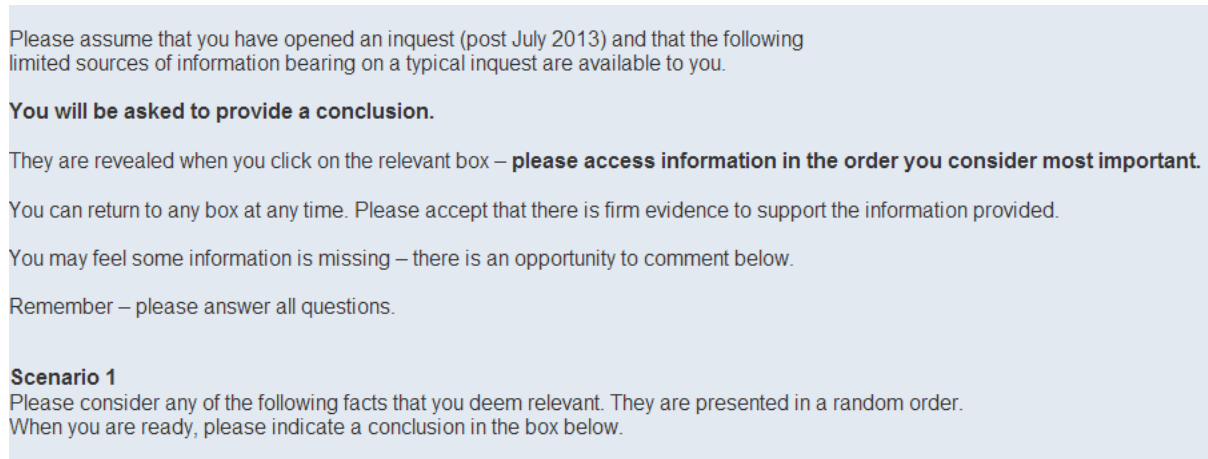 Please assume that you have opened an inquest (post July 2013) and that the following
limited sources of information bearing on a typical inquest are available to you.
You will be asked to provide a conclusion.
They are revealed when you click on the relevant box – please access information in the order you consider most important.
You can return to any box at any time. Please accept that there is firm evidence to support the information provided.
You may feel some information is missing – there is an opportunity to comment below.
Remember – please answer all questions.
Scenario 1
Please consider any of the following facts that you deem relevant. They are presented in a random order.
When you are ready, please indicate a conclusion in the box below.